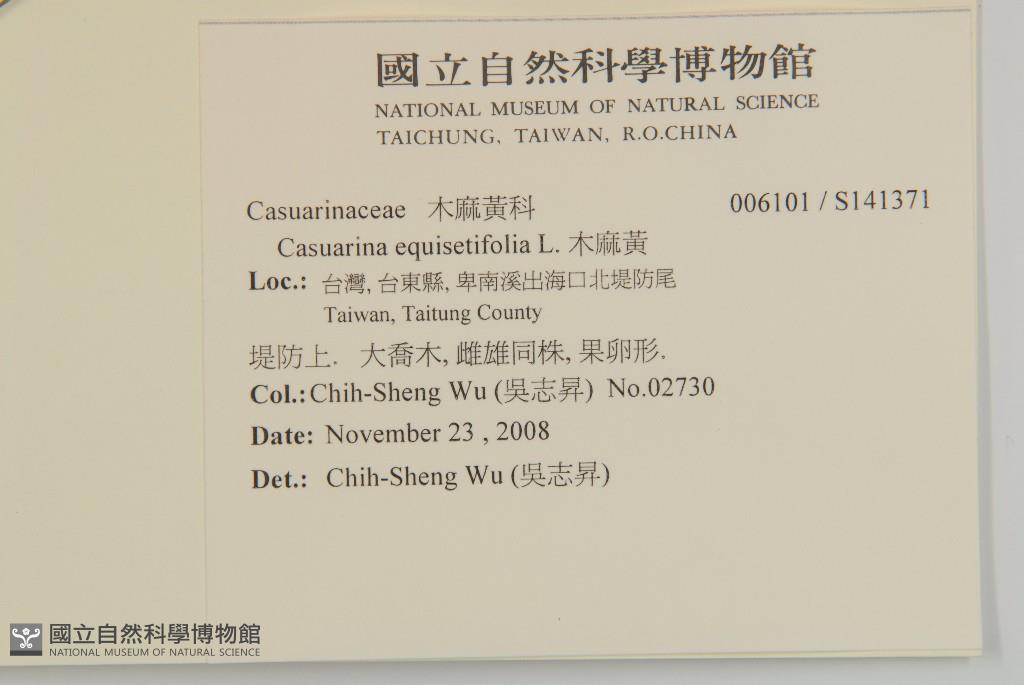 國立自然科學博物館
NATIONAL MUSEUM OF NATURAL SCIENCE
TAICHUNG, TAIWAN, R.O.CHINA
Casuarinaceae 木麻黃科 006101 / S141371
Casuarina equisetifolia L. 木麻黃
Loc.: 台灣, 台東縣, 卑南溪出海口北堤防尾
Taiwan, Taitung County
堤防上. 大喬木, 雌雄同株, 果卵形.
Col.: Chih-Sheng Wu (吳志昇) No.02730
Date: November 23 , 2008
Det.: Chih-Sheng Wu (吳志昇)
國立自然科學博物館
NATIONAL MUSEUM OF NATURAL SCIENCE